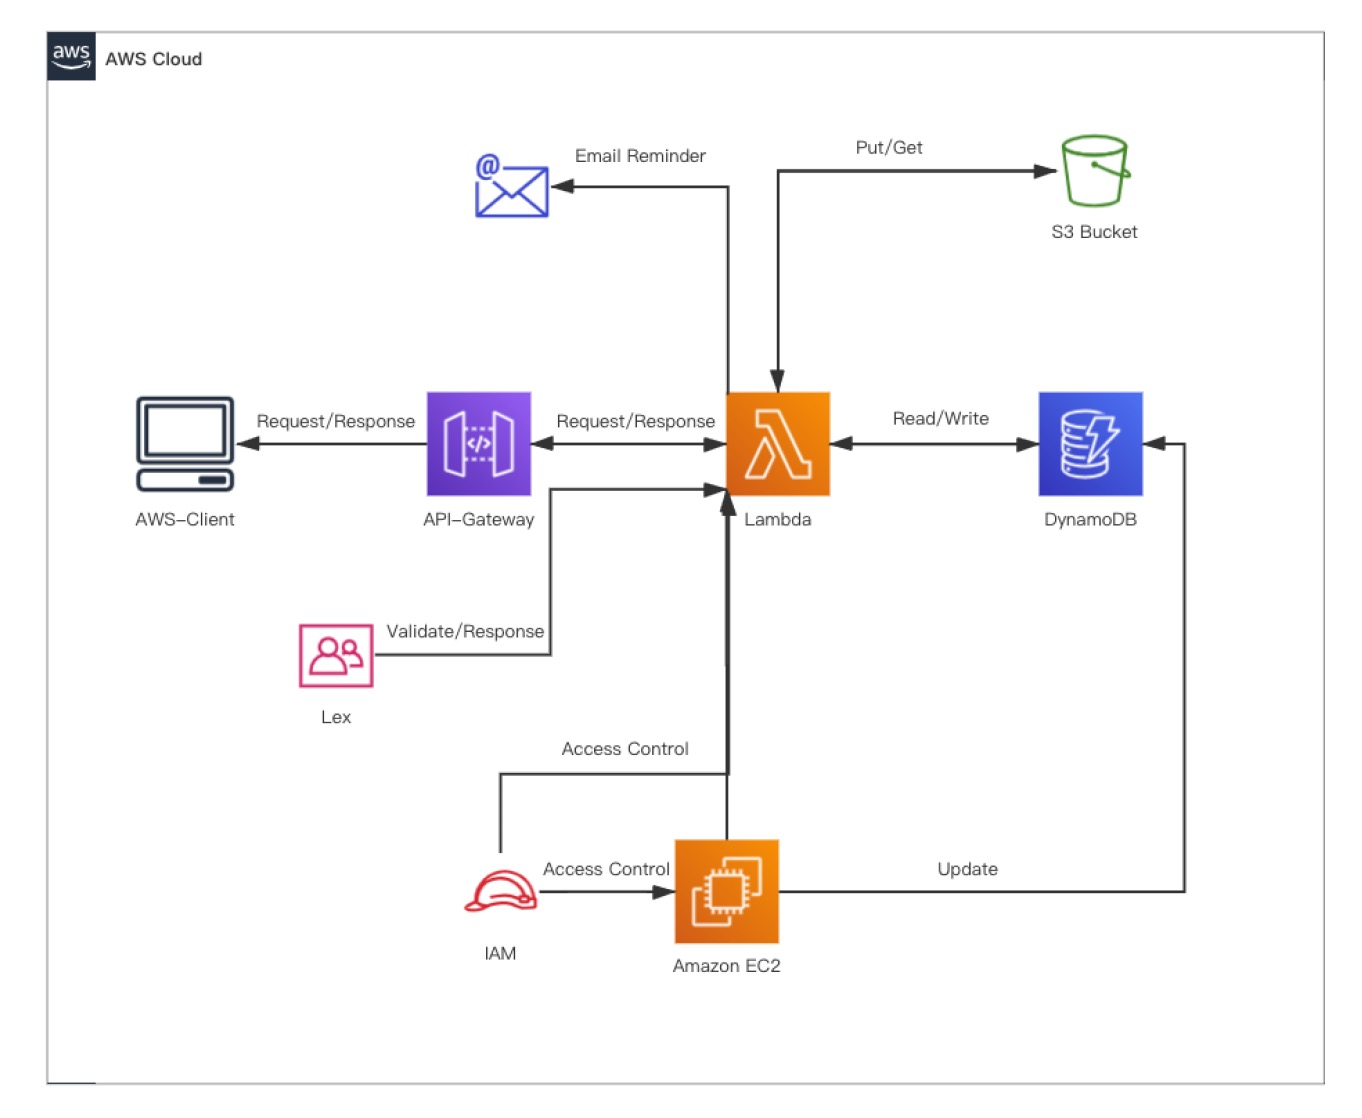 aws
AWS Cloud
Email Reminder
Put/Get
@
S3 Bucket
Request/Response
Request/Response
Read/Write
</>
AWS-Client
API-Gateway
Lambda
DynamoDB
Validate/Response
Lex
Access Control
Access Control
Update
IAM
Amazon EC2